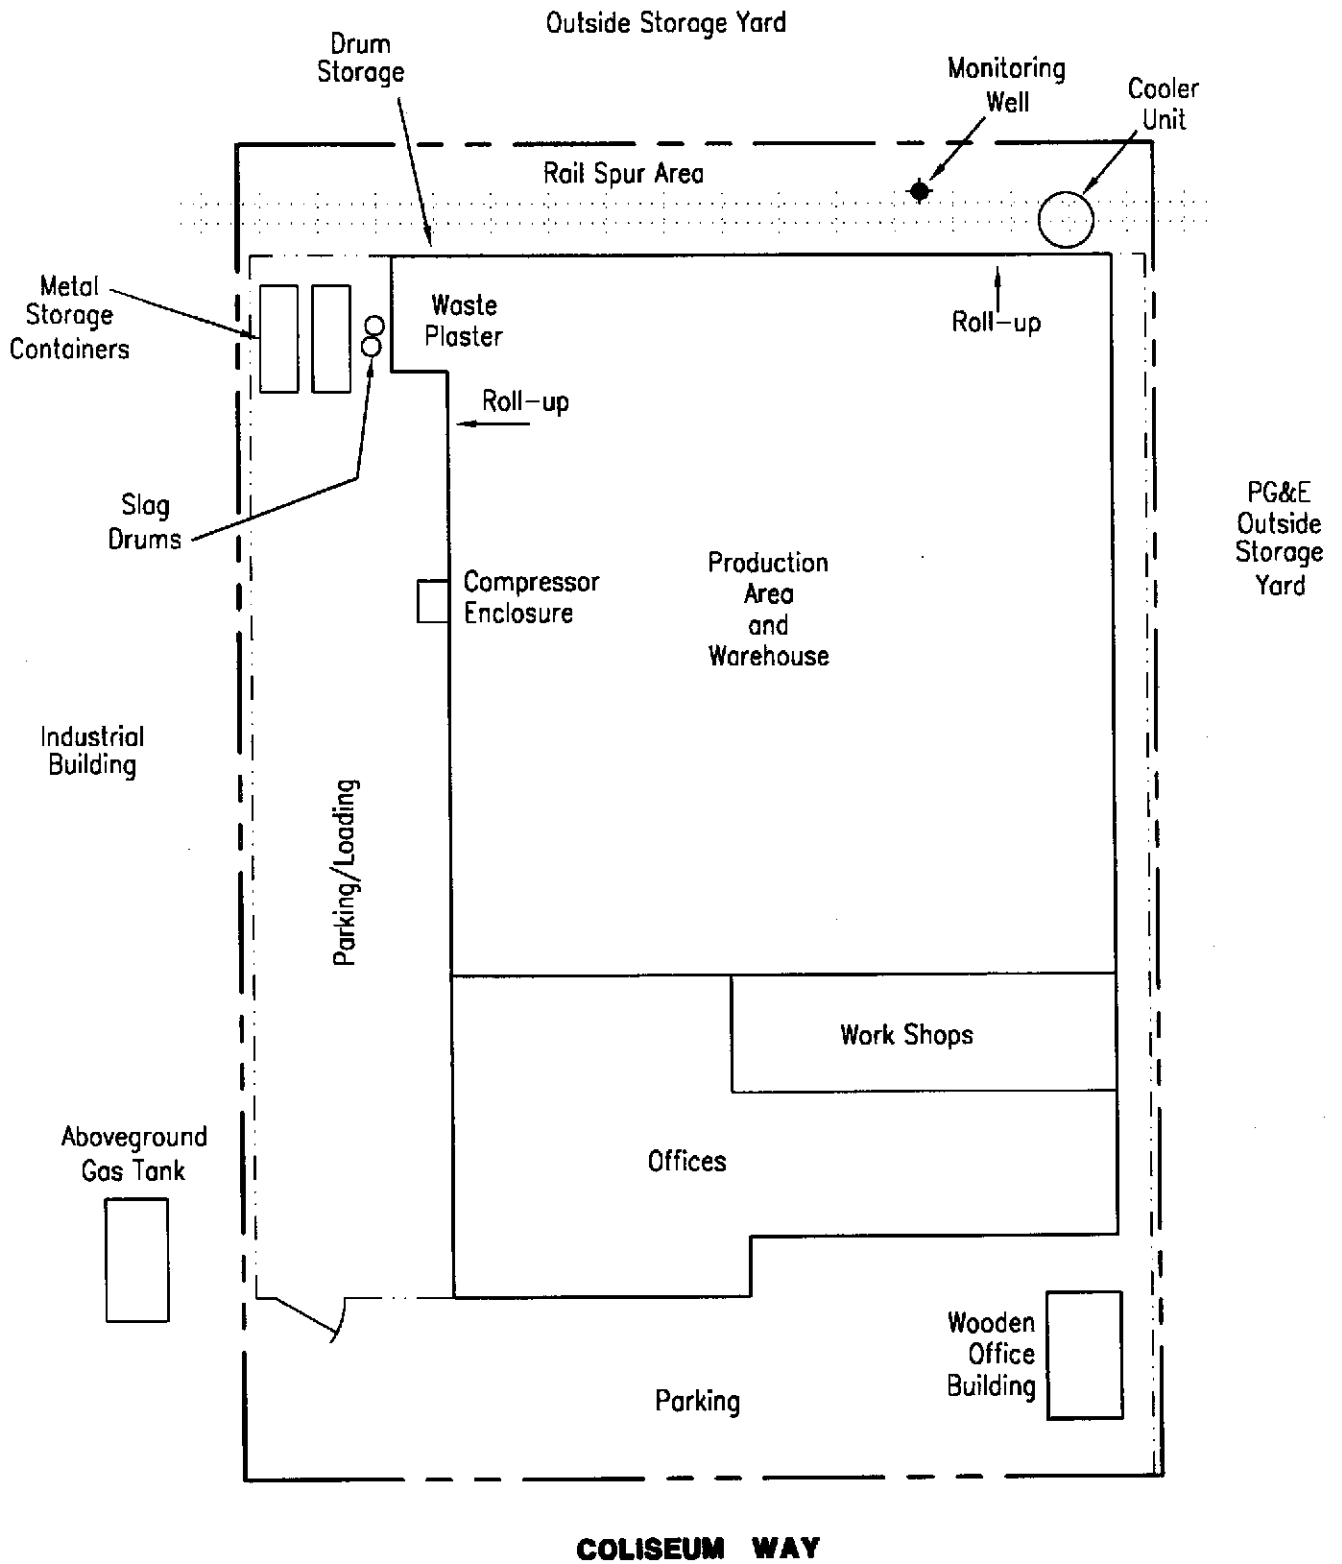 Outside Storage Yard
Drum
Storage
Monitoring
Well
Cooler
Unit
Rail Spur Area
Metal
Storage
Containers
Waste
Plaster
Roll-up
Roll-up
Slag
Drums
PG&E
Outside
Storage
Yard
Compressor
Enclosure
Production
Area
and
Warehouse
Industrial
Building
Parking/Loading
Work Shops
Aboveground
Gas Tank
Offices
Wooden
Office
Building
Parking
COLISEUM WAY